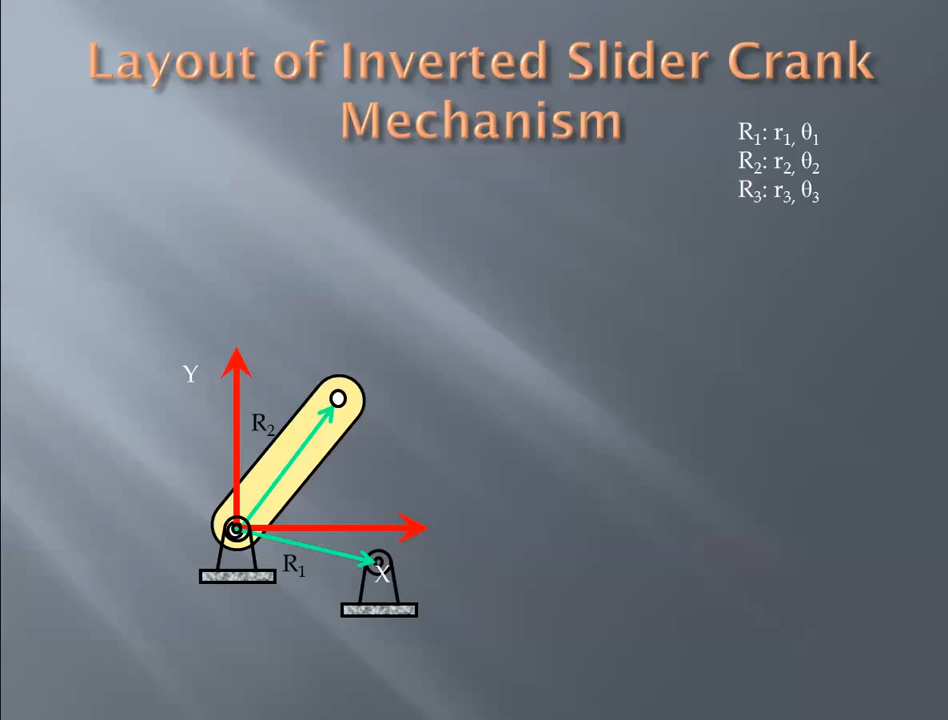 Layout of Inverted Slider Crank
Mechanism
R₁: r₁, θ₁
R₂: r₂, θ₂
R₃: r₃, θ₃
Y
R₂
R₁
X